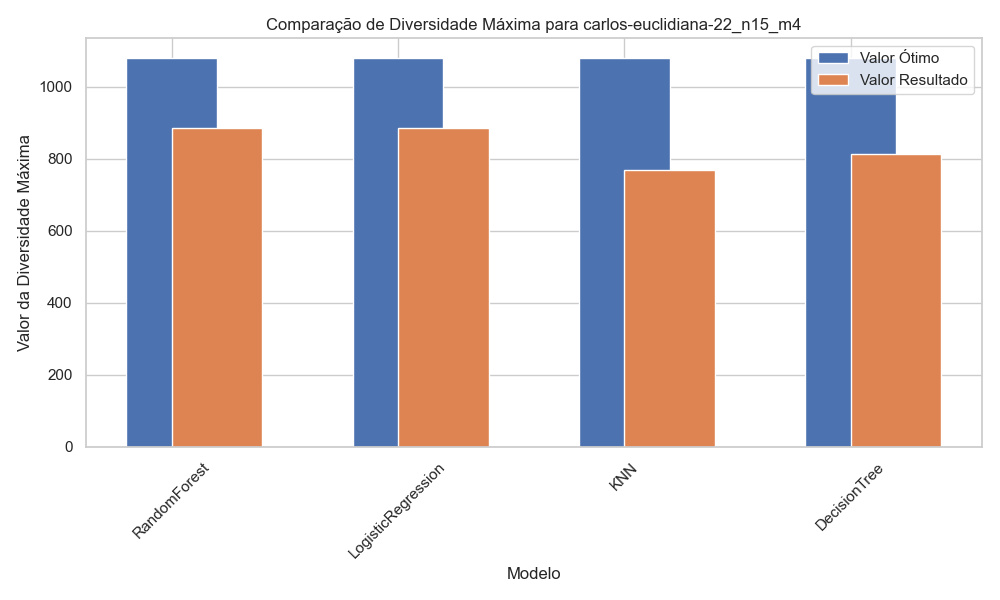 Comparação de Diversidade Máxima para carlos-euclidiana-22_n15_m4
Valor Ótimo
Valor Resultado
Valor da Diversidade Máxima
1000
800
600
400
200
0
RandomForest
LogisticRegression
KNN
DecisionTree
Modelo